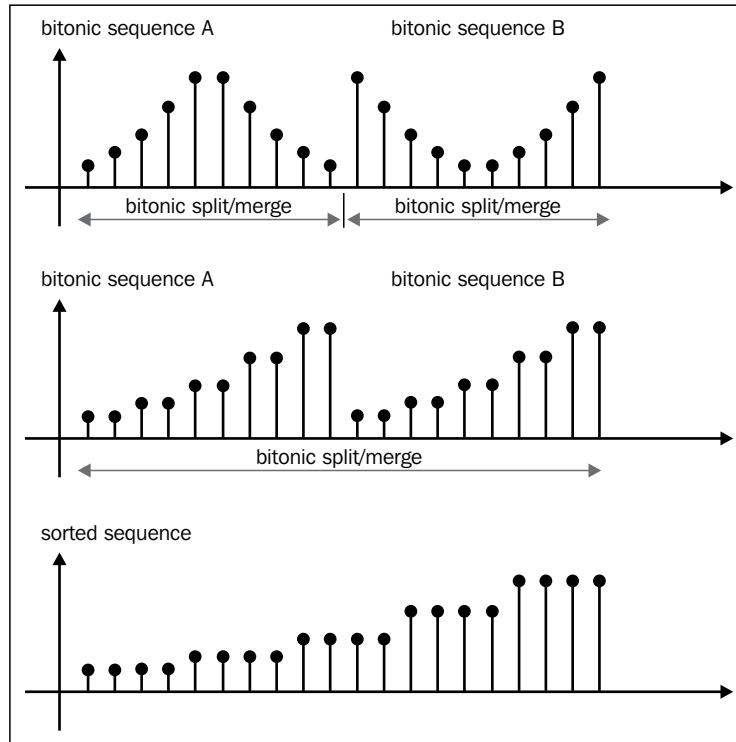 bitonic sequence A
bitonic sequence B
bitonic split/merge
bitonic split/merge
bitonic sequence A
bitonic sequence B
bitonic split/merge
sorted sequence